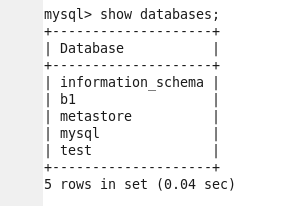 mysql> show databases;
+--------------------+
| Database           |
+--------------------+
| information_schema |
| b1                 |
| metastore          |
| mysql              |
| test               |
+--------------------+
5 rows in set (0.04 sec)